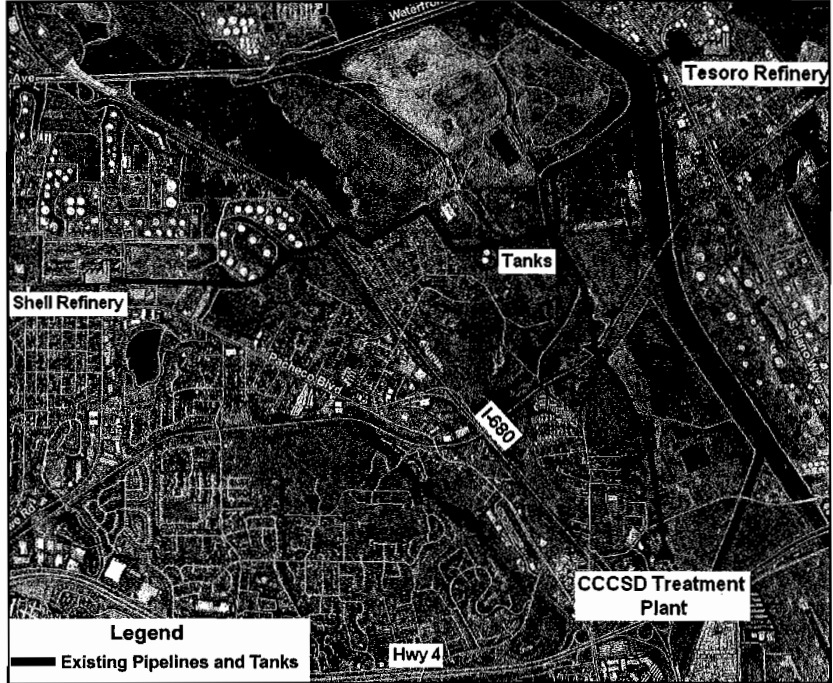 Waterfro
Ave
Tesoro Refinery
Tanks
Shell Refinery
Pacheco Blvd
I-680
CCCSD Treatment
Plant
Legend
Existing Pipelines and Tanks
Hwy 4